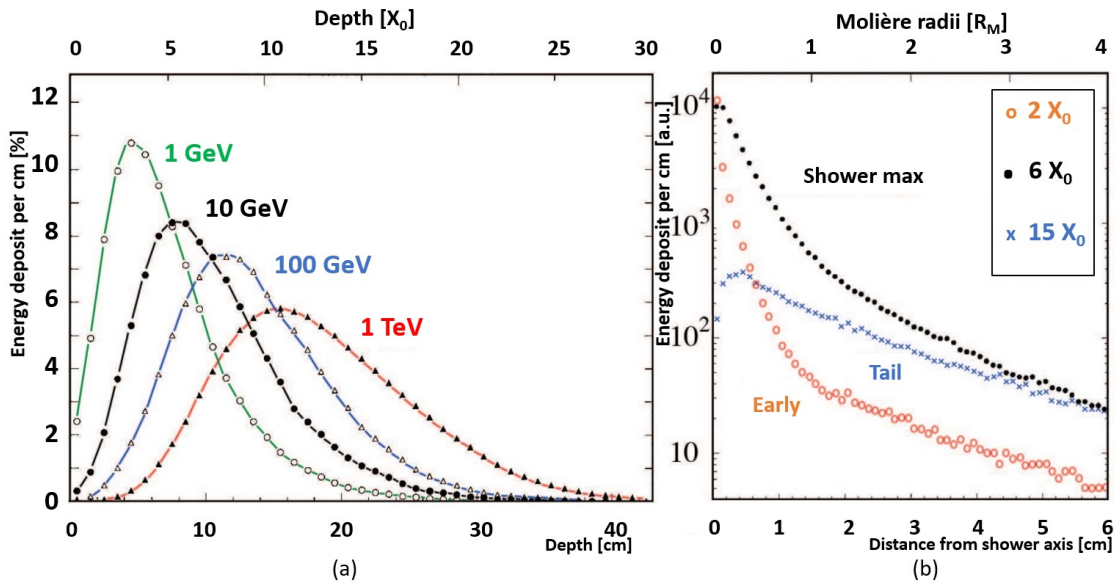 Depth [X0]
0 5 10 15 20 25 30
Energy deposit per cm [%]
12
10
8
6
4
2
0
1 GeV
10 GeV
100 GeV
1 TeV
0 10 20 30 40
Depth [cm]
(a)
Molière radii [RM]
0 1 2 3 4
Energy deposit per cm [a.u.]
10^4
10^3
10^2
10
2 X0
6 X0
15 X0
Shower max
Tail
Early
0 1 2 3 4 5 6
Distance from shower axis [cm]
(b)